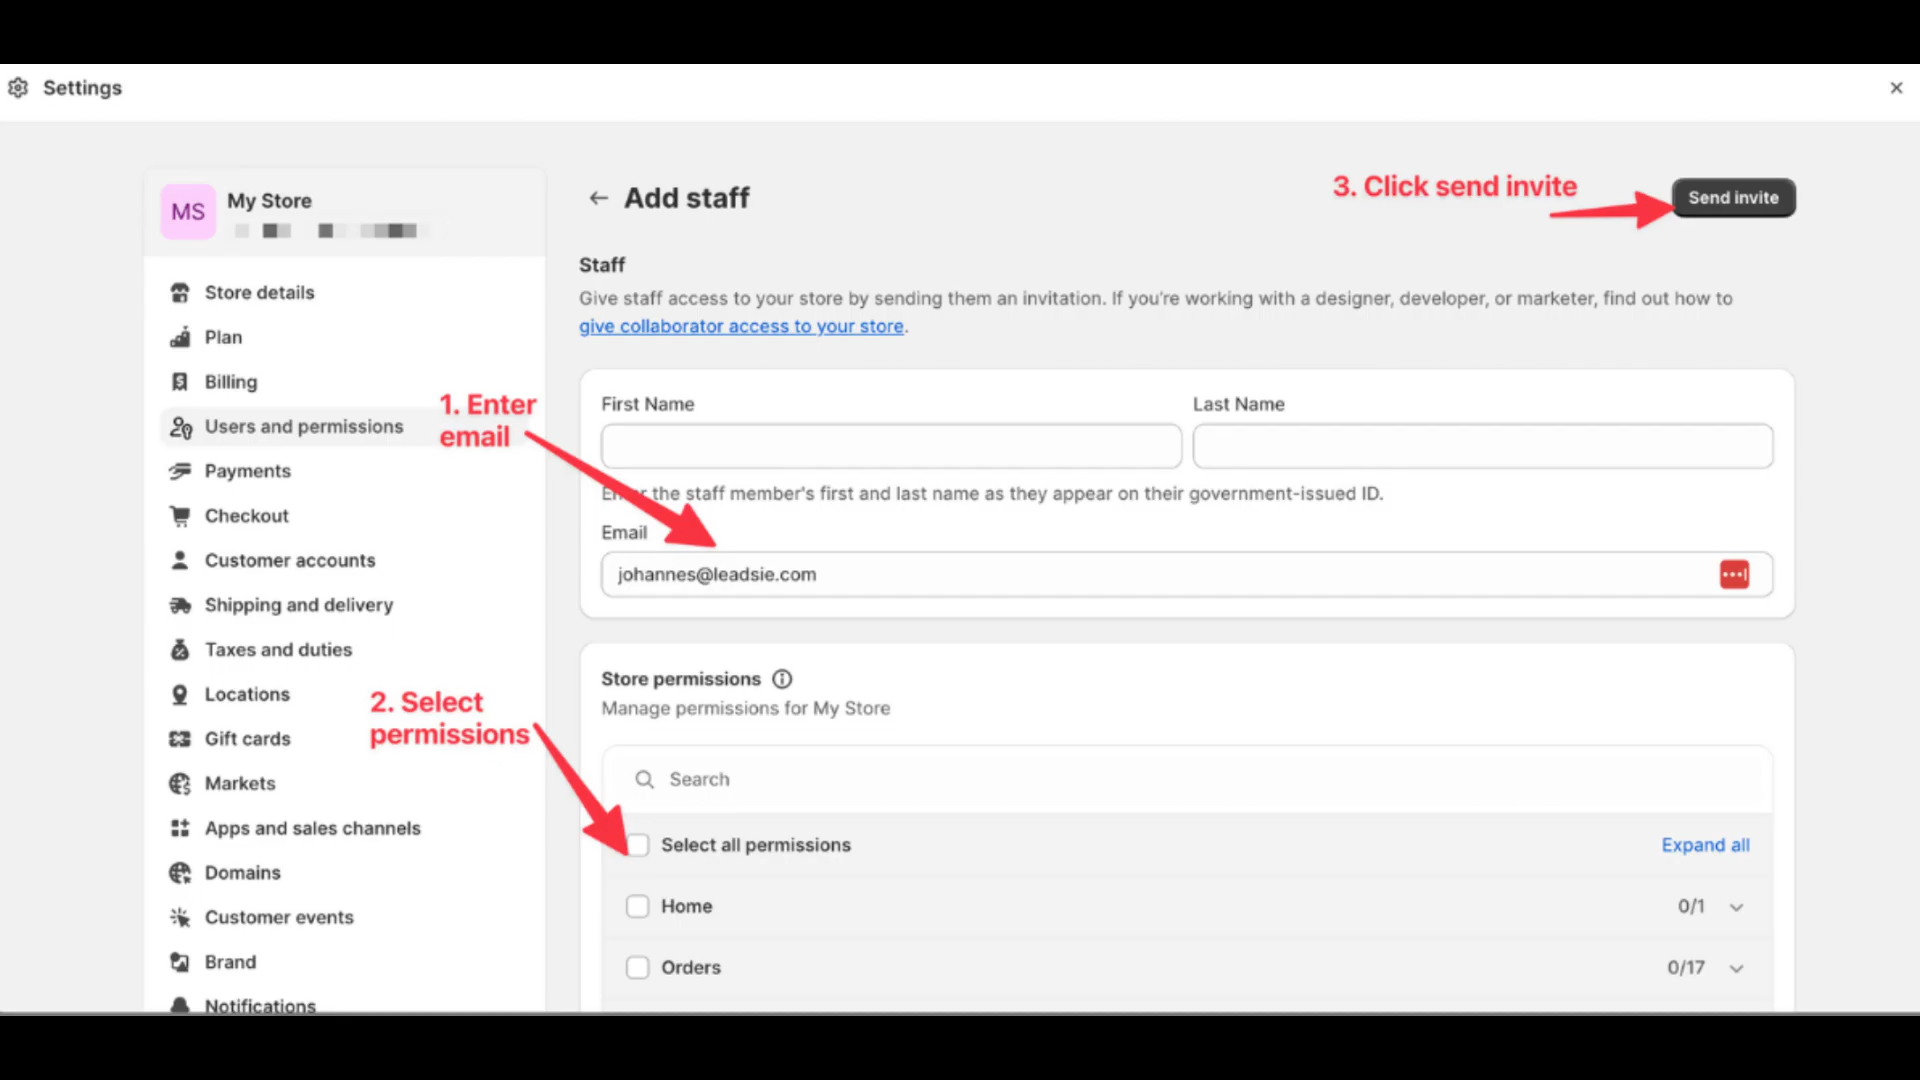 Settings
MS
My Store
Store details
Plan
Billing
Users and permissions
Payments
Checkout
Customer accounts
Shipping and delivery
Taxes and duties
Locations
Gift cards
Markets
Apps and sales channels
Domains
Customer events
Brand
Notifications
Add staff
3. Click send invite
Send invite
Staff
Give staff access to your store by sending them an invitation. If you're working with a designer, developer, or marketer, find out how to
give collaborator access to your store.
1. Enter
email
First Name
Last Name
Enter the staff member's first and last name as they appear on their government-issued ID.
Email
johannes@leadsie.com
2. Select
permissions
Store permissions
Manage permissions for My Store
Search
Select all permissions
Expand all
Home
0/1
Orders
0/17